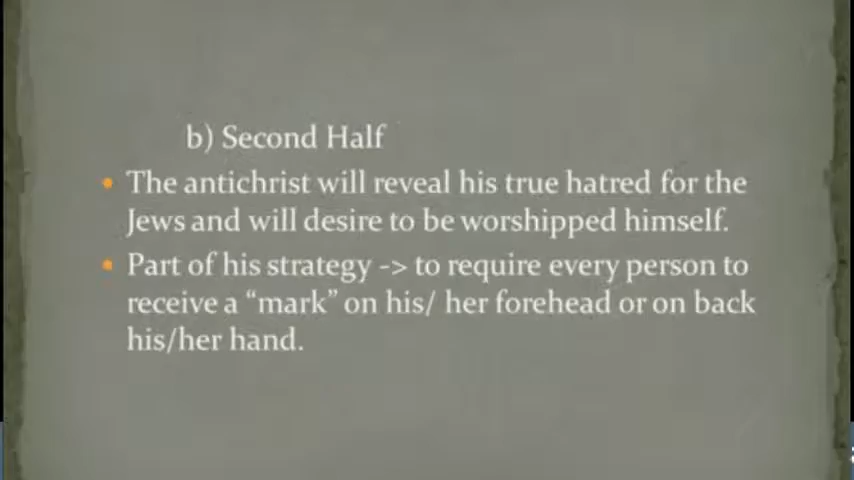 b) Second Half
• The antichrist will reveal his true hatred for the
Jews and will desire to be worshipped himself.
• Part of his strategy -> to require every person to
receive a “mark” on his/ her forehead or on back
his/her hand.